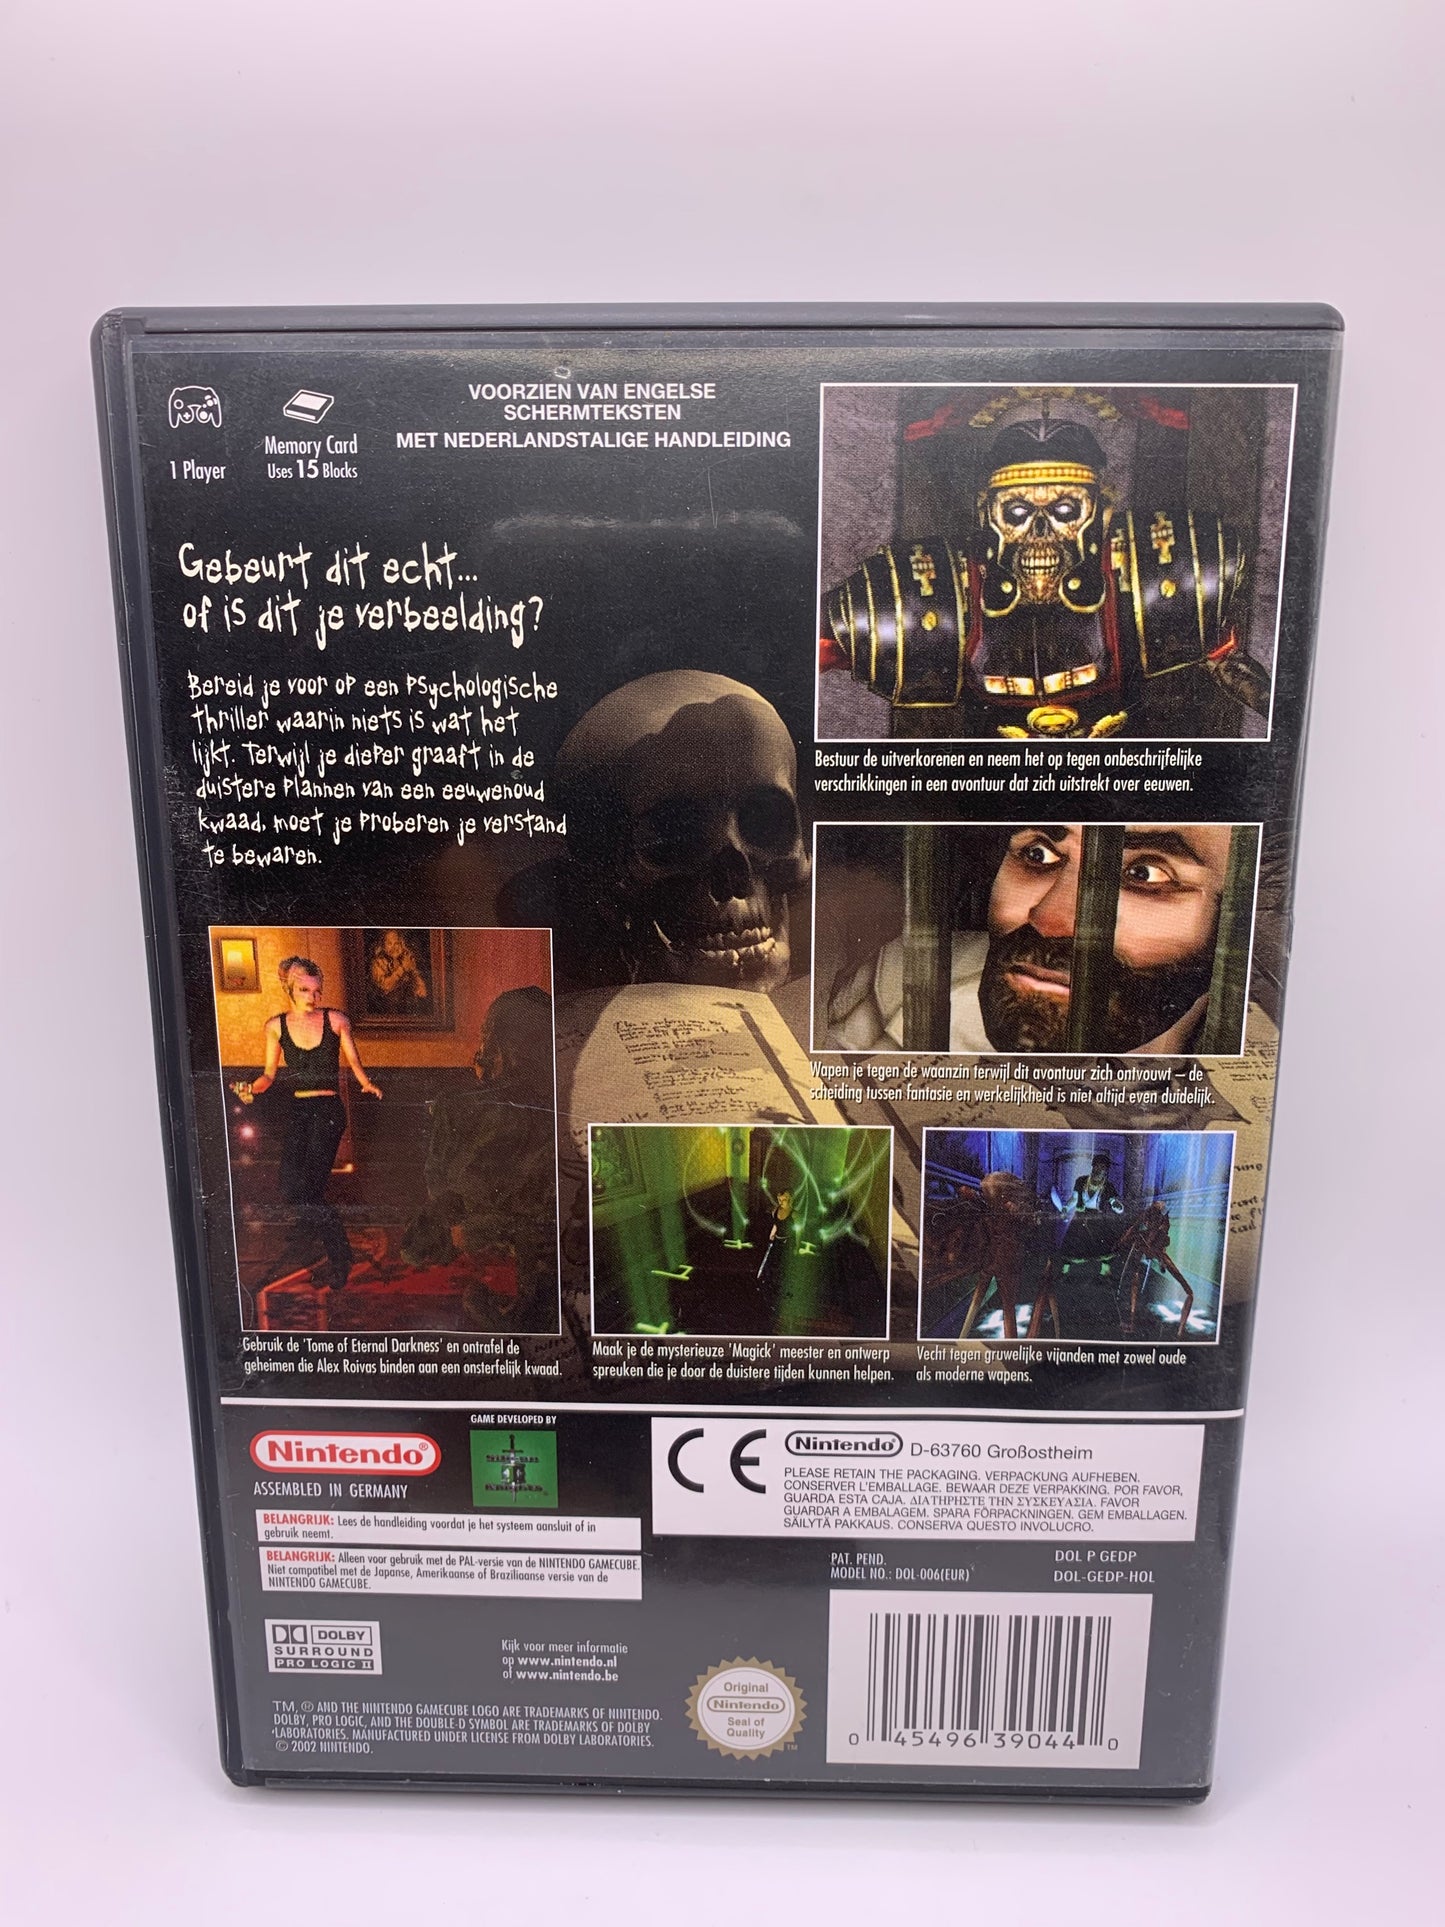 1 Player
Memory Card
Uses 15 Blocks
VOORZIEN VAN ENGELSE
SCHERMTEKSTEN
MET NEDERLANDSTALIGE HANDLEIDING
Gebeurt dit echt...
of is dit je verbeelding?
Bereid je voor op een psychologische
thriller waarin niets is wat het
lijkt. Terwijl je dieper graaft in de
duistere plannen van een eeuwenoud
kwaad, moet je proberen je verstand
te bewaren.
Bestuur de uitverkorenen en neem het op tegen onbeschrijfelijke
verschrikkingen in een avontuur dat zich uitstrekt over eeuwen.
Wapen je tegen de waanzin terwijl dit avontuur zich ontvouwt – de
scheiding tussen fantasie en werkelijkheid is niet altijd even duidelijk.
Gebruik de 'Tome of Eternal Darkness' en ontrafel de
geheimen die Alex Roivas binden aan een onsterfelijk kwaad.
Maak je de mysterieuze 'Magick' meester en ontwerp
spreuken die je door de duistere tijden kunnen helpen.
Vecht tegen gruwelijke vijanden met zowel oude
als moderne wapens.
Nintendo®
ASSEMBLED IN GERMANY
GAME DEVELOPED BY
SILICON
KNIGHTS
CE
Nintendo® D-63760 Großostheim
PLEASE RETAIN THE PACKAGING. VERPACKUNG AUFHEBEN.
CONSERVER L'EMBALLAGE. BEWAAR DEZE VERPAKKING. POR FAVOR,
GUARDA ESTA CAJA. ΔΙΑΤΗΡΗΣΤΕ ΤΗΝ ΣΥΣΚΕΥΑΣΙΑ. FAVOR
GUARDAR A EMBALAGEM. SPARA FÖRPACKNINGEN. GEM EMBALLAGEN.
SÄILYTÄ PAKKAUS. CONSERVA QUESTO INVOLUCRO.
BELANGRIJK: Lees de handleiding voordat je het systeem aansluit of in
gebruik neemt.
BELANGRIJK: Alleen voor gebruik met de PAL-versie van de NINTENDO GAMECUBE.
Niet compatibel met de Japanse, Amerikaanse of Braziliaanse versie van de
NINTENDO GAMECUBE.
PAT. PEND.
MODEL NO.: DOL-006(EUR)
DOL P GEDP
DOL-GEDP-HOL
DOLBY
SURROUND
PRO LOGIC II
Kijk voor meer informatie
op www.nintendo.nl
of www.nintendo.be
TM, ® AND THE NINTENDO GAMECUBE LOGO ARE TRADEMARKS OF NINTENDO.
DOLBY, PRO LOGIC, AND THE DOUBLE-D SYMBOL ARE TRADEMARKS OF DOLBY
LABORATORIES. MANUFACTURED UNDER LICENSE FROM DOLBY LABORATORIES.
© 2002 NINTENDO.
Original
Nintendo
Seal of
Quality
TM
0 45496 39044 0